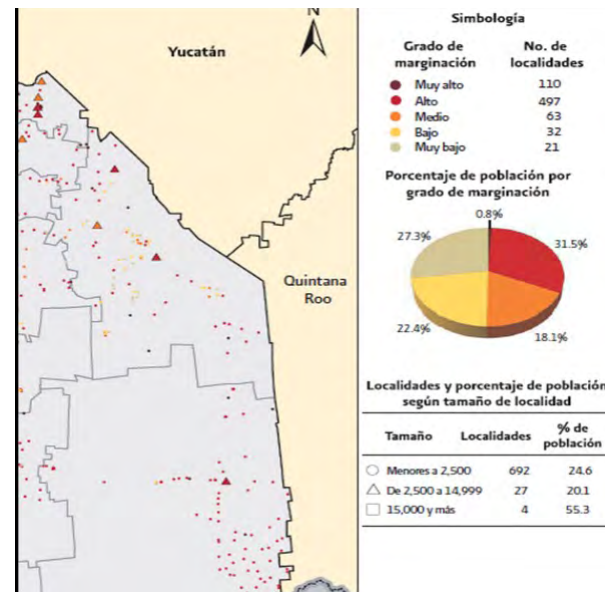 N
Yucatán
Quintana
Roo
Simbología
Grado de marginación No. de localidades
Muy alto 110
Alto 497
Medio 63
Bajo 32
Muy bajo 21
Porcentaje de población por
grado de marginación
0.8%
27.3%
31.5%
22.4%
18.1%
Localidades y porcentaje de población
según tamaño de localidad
Tamaño Localidades % de población
Menores a 2,500 692 24.6
De 2,500 a 14,999 27 20.1
15,000 y más 4 55.3